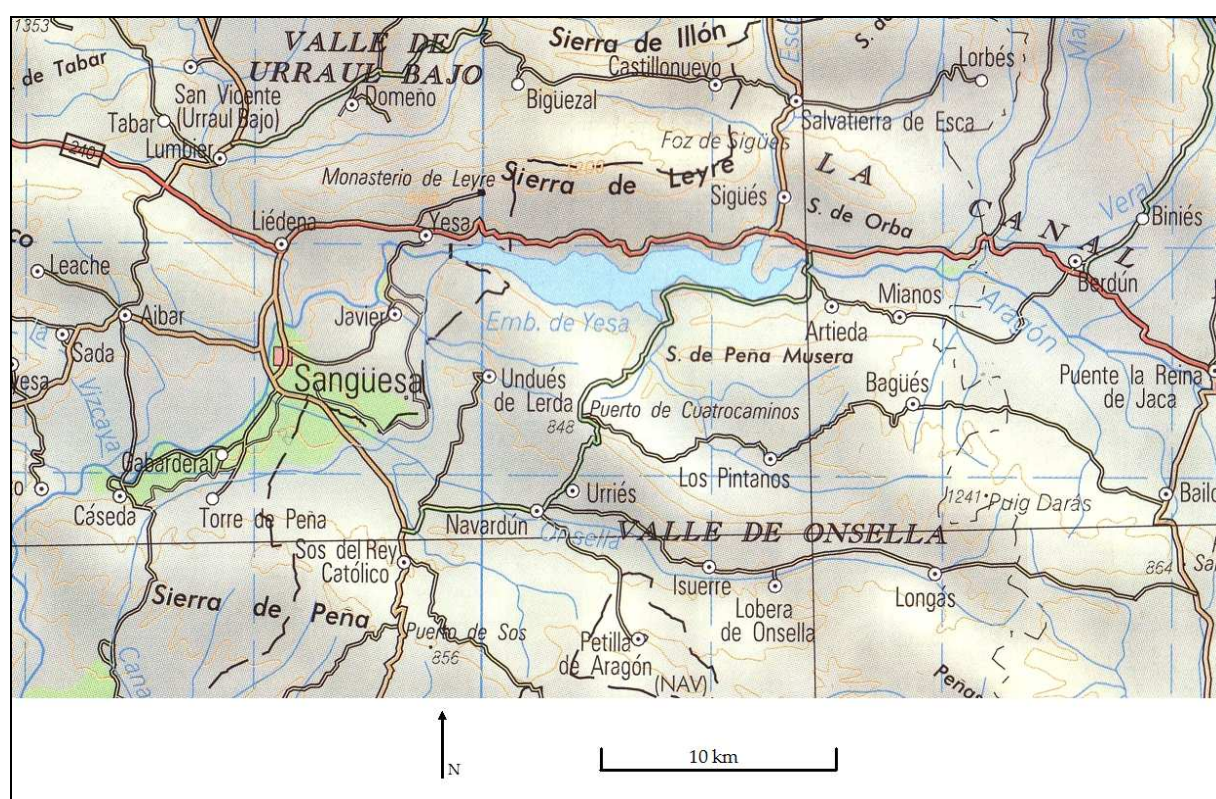 1353
VALLE DE
URRAUL BAJO
Sierra de Illón
Castillonuevo
Lorbés
de Tabar
San Vicente
(Urraul Bajo)
Domeño
Bigüezal
Salvatierra de Esca
Tabar
Lumbier
240
Foz de Sigüés
Monasterio de Leyre
Sierra de Leyre
Sigués
LA
CANAL
S. de Orba
Veral
Biniés
Liédena
Yesa
Leache
Berdún
Aibar
Javier
Emb. de Yesa
Artieda
Mianos
Aragón
Sada
S. de Peña Musera
Sangüesa
Undués
de Lerda
Puerto de Cuatrocaminos
848
Bagüés
Puente la Reina
de Jaca
Vizcaya
Gabarderal
Los Pintanos
Urriés
1241
Puig Darás
Cáseda
Torre de Peña
Navardún
Onsella
VALLE DE ONSELLA
Sos del Rey
Católico
Isuerre
Lobera
de Onsella
Longás
864
Sierra de Peña
Puerto de Sos
856
Petilla
de Aragón
(NAV)
N
10 km